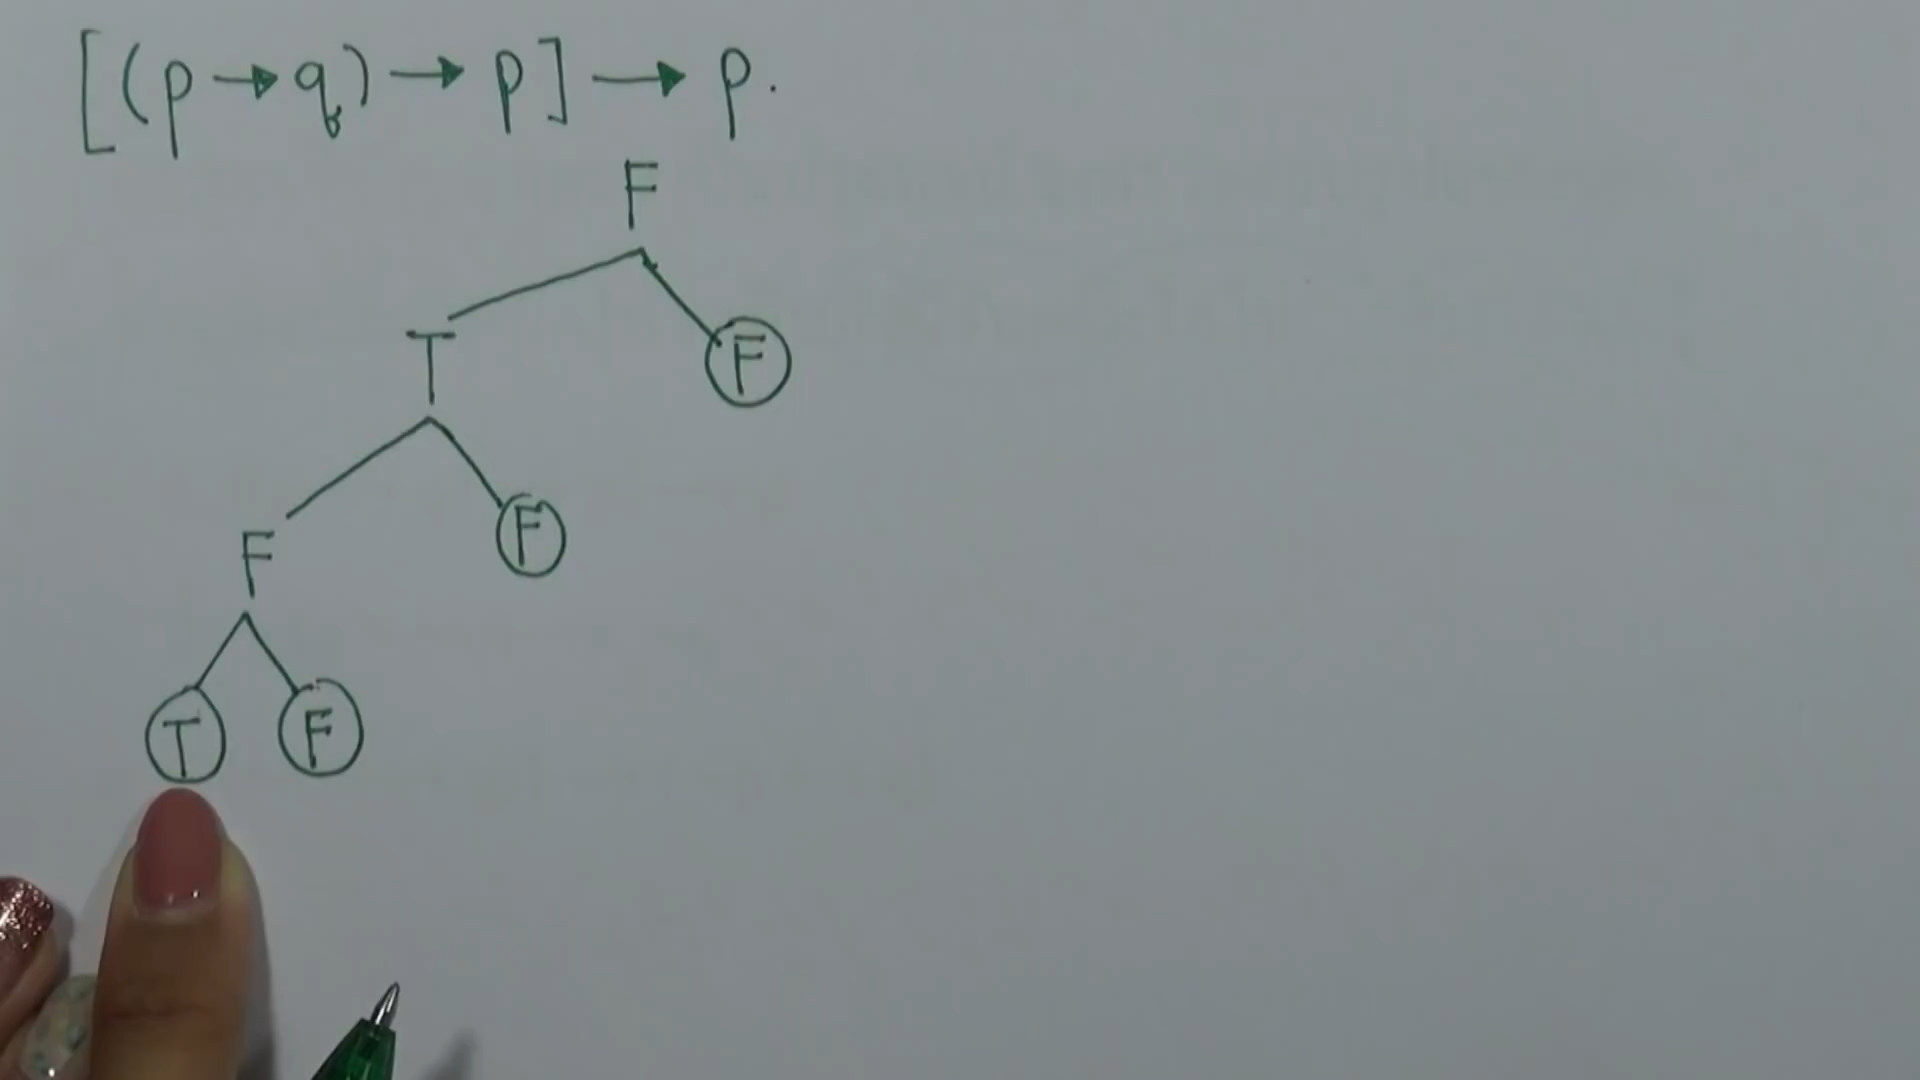 [(p → q) → p] → p.
F
T F
F F
T F